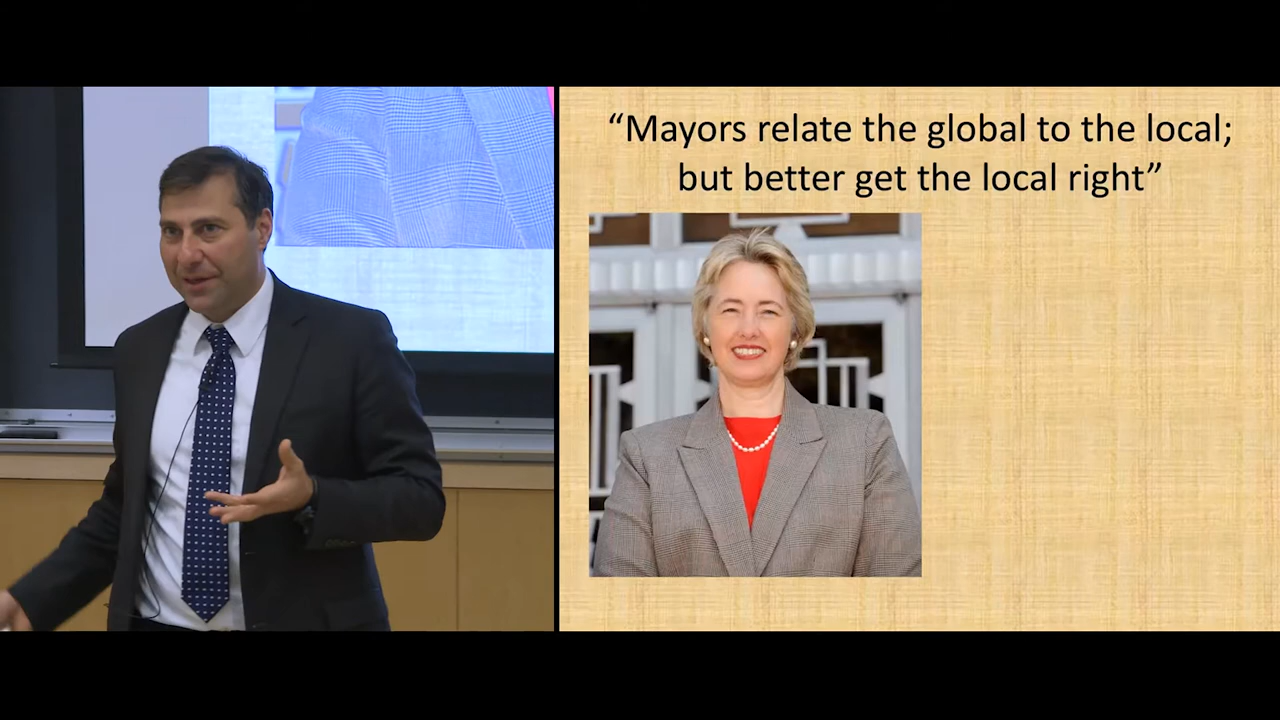 “Mayors relate the global to the local;
but better get the local right”